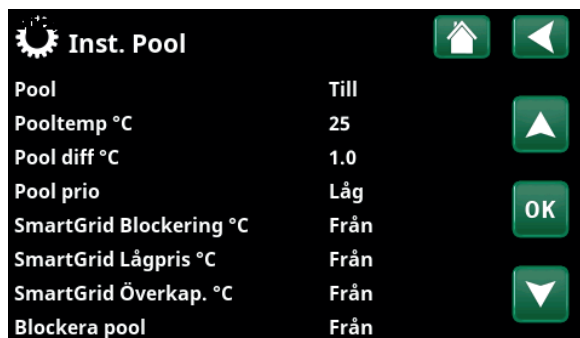 Inst. Pool
Pool Till
Pooltemp °C 25
Pool diff °C 1.0
Pool prio Låg
OK
SmartGrid Blockering °C Från
SmartGrid Lågpris °C Från
SmartGrid Överkap. °C Från
Blockera pool Från